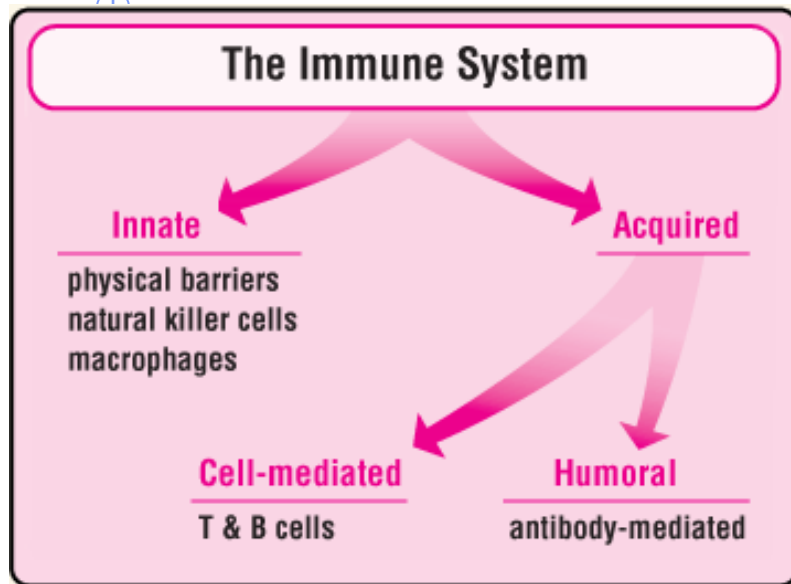 The Immune System
Innate
Acquired
physical barriers
natural killer cells
macrophages
Cell-mediated
Humoral
T & B cells
antibody-mediated